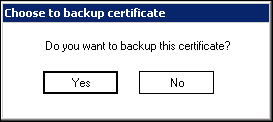 Choose to backup certificate
Do you want to backup this certificate?
Yes
No